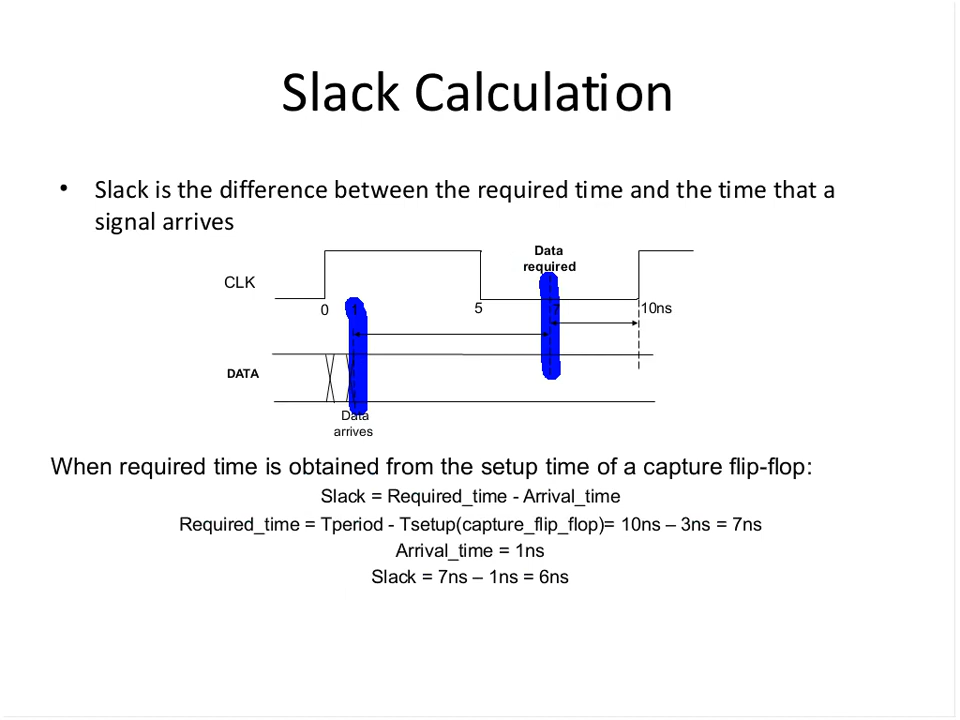 Slack Calculation
• Slack is the difference between the required time and the time that a
signal arrives
Data
required
CLK
0 1 5 7 10ns
DATA
Data
arrives
When required time is obtained from the setup time of a capture flip-flop:
Slack = Required_time - Arrival_time
Required_time = Tperiod - Tsetup(capture_flip_flop)= 10ns – 3ns = 7ns
Arrival_time = 1ns
Slack = 7ns – 1ns = 6ns